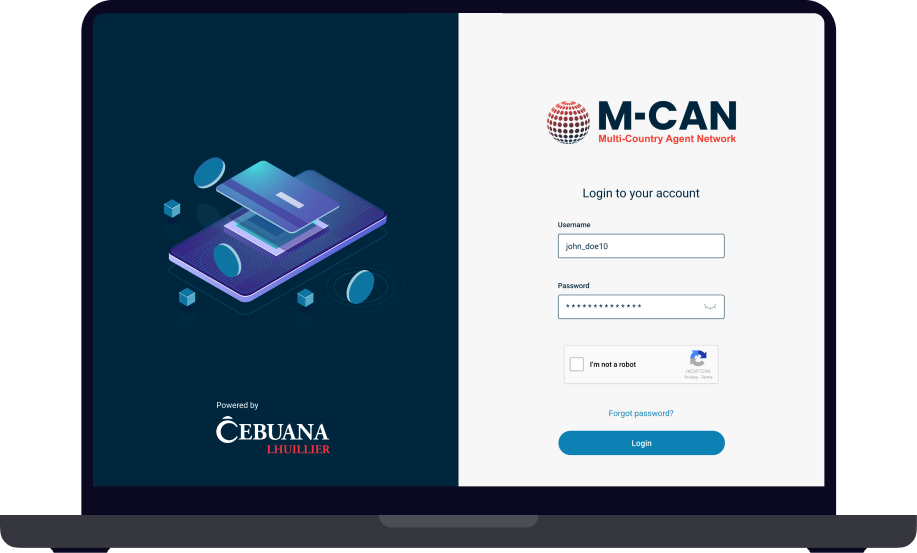 M-CAN
Multi-Country Agent Network
Login to your account
Username
john_doe10
Password
**************
I'm not a robot
reCAPTCHA
Privacy - Terms
Forgot password?
Login
Powered by
CEBUANA
LHUILLIER